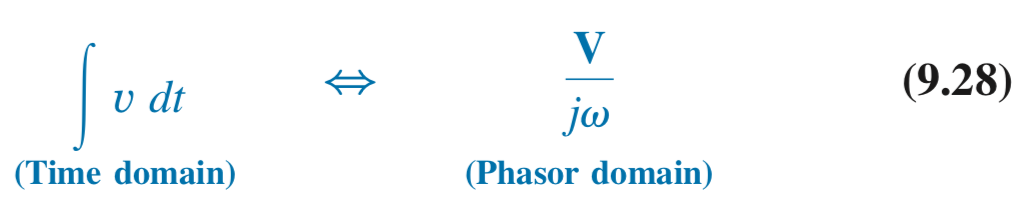 ∫ v dt ⇔ V/jω (9.28)
(Time domain) (Phasor domain)